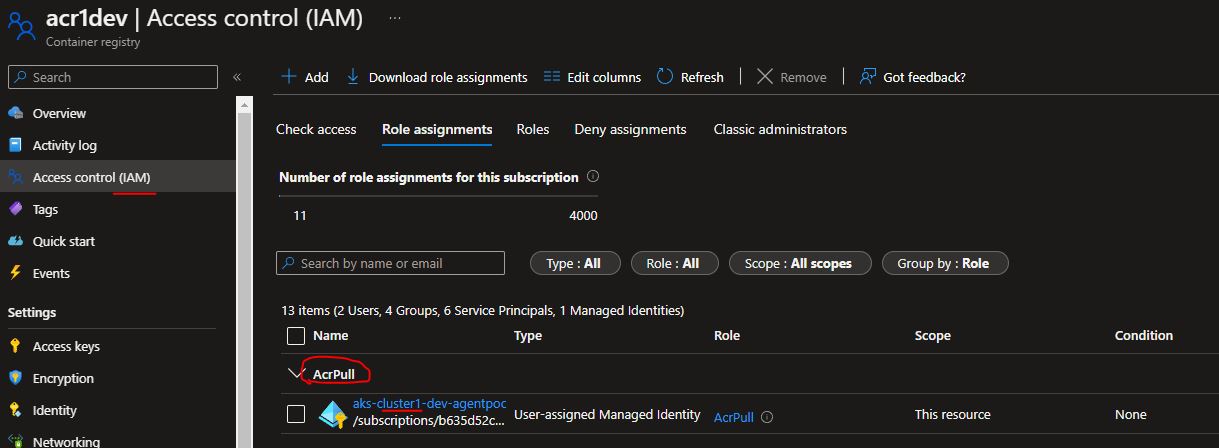 acr1dev | Access control (IAM) ...
Container registry
Search
«
Add
Download role assignments
Edit columns
Refresh
Remove
Got feedback?
Overview
Activity log
Access control (IAM)
Tags
Quick start
Events
Settings
Access keys
Encryption
Identity
Networking
Check access
Role assignments
Roles
Deny assignments
Classic administrators
Number of role assignments for this subscription
11 4000
Search by name or email
Type : All
Role : All
Scope : All scopes
Group by : Role
13 items (2 Users, 4 Groups, 6 Service Principals, 1 Managed Identities)
Name Type Role Scope Condition
AcrPull
aks-cluster1-dev-agentpoc
/subscriptions/b635d52c...
User-assigned Managed Identity
AcrPull
This resource
None